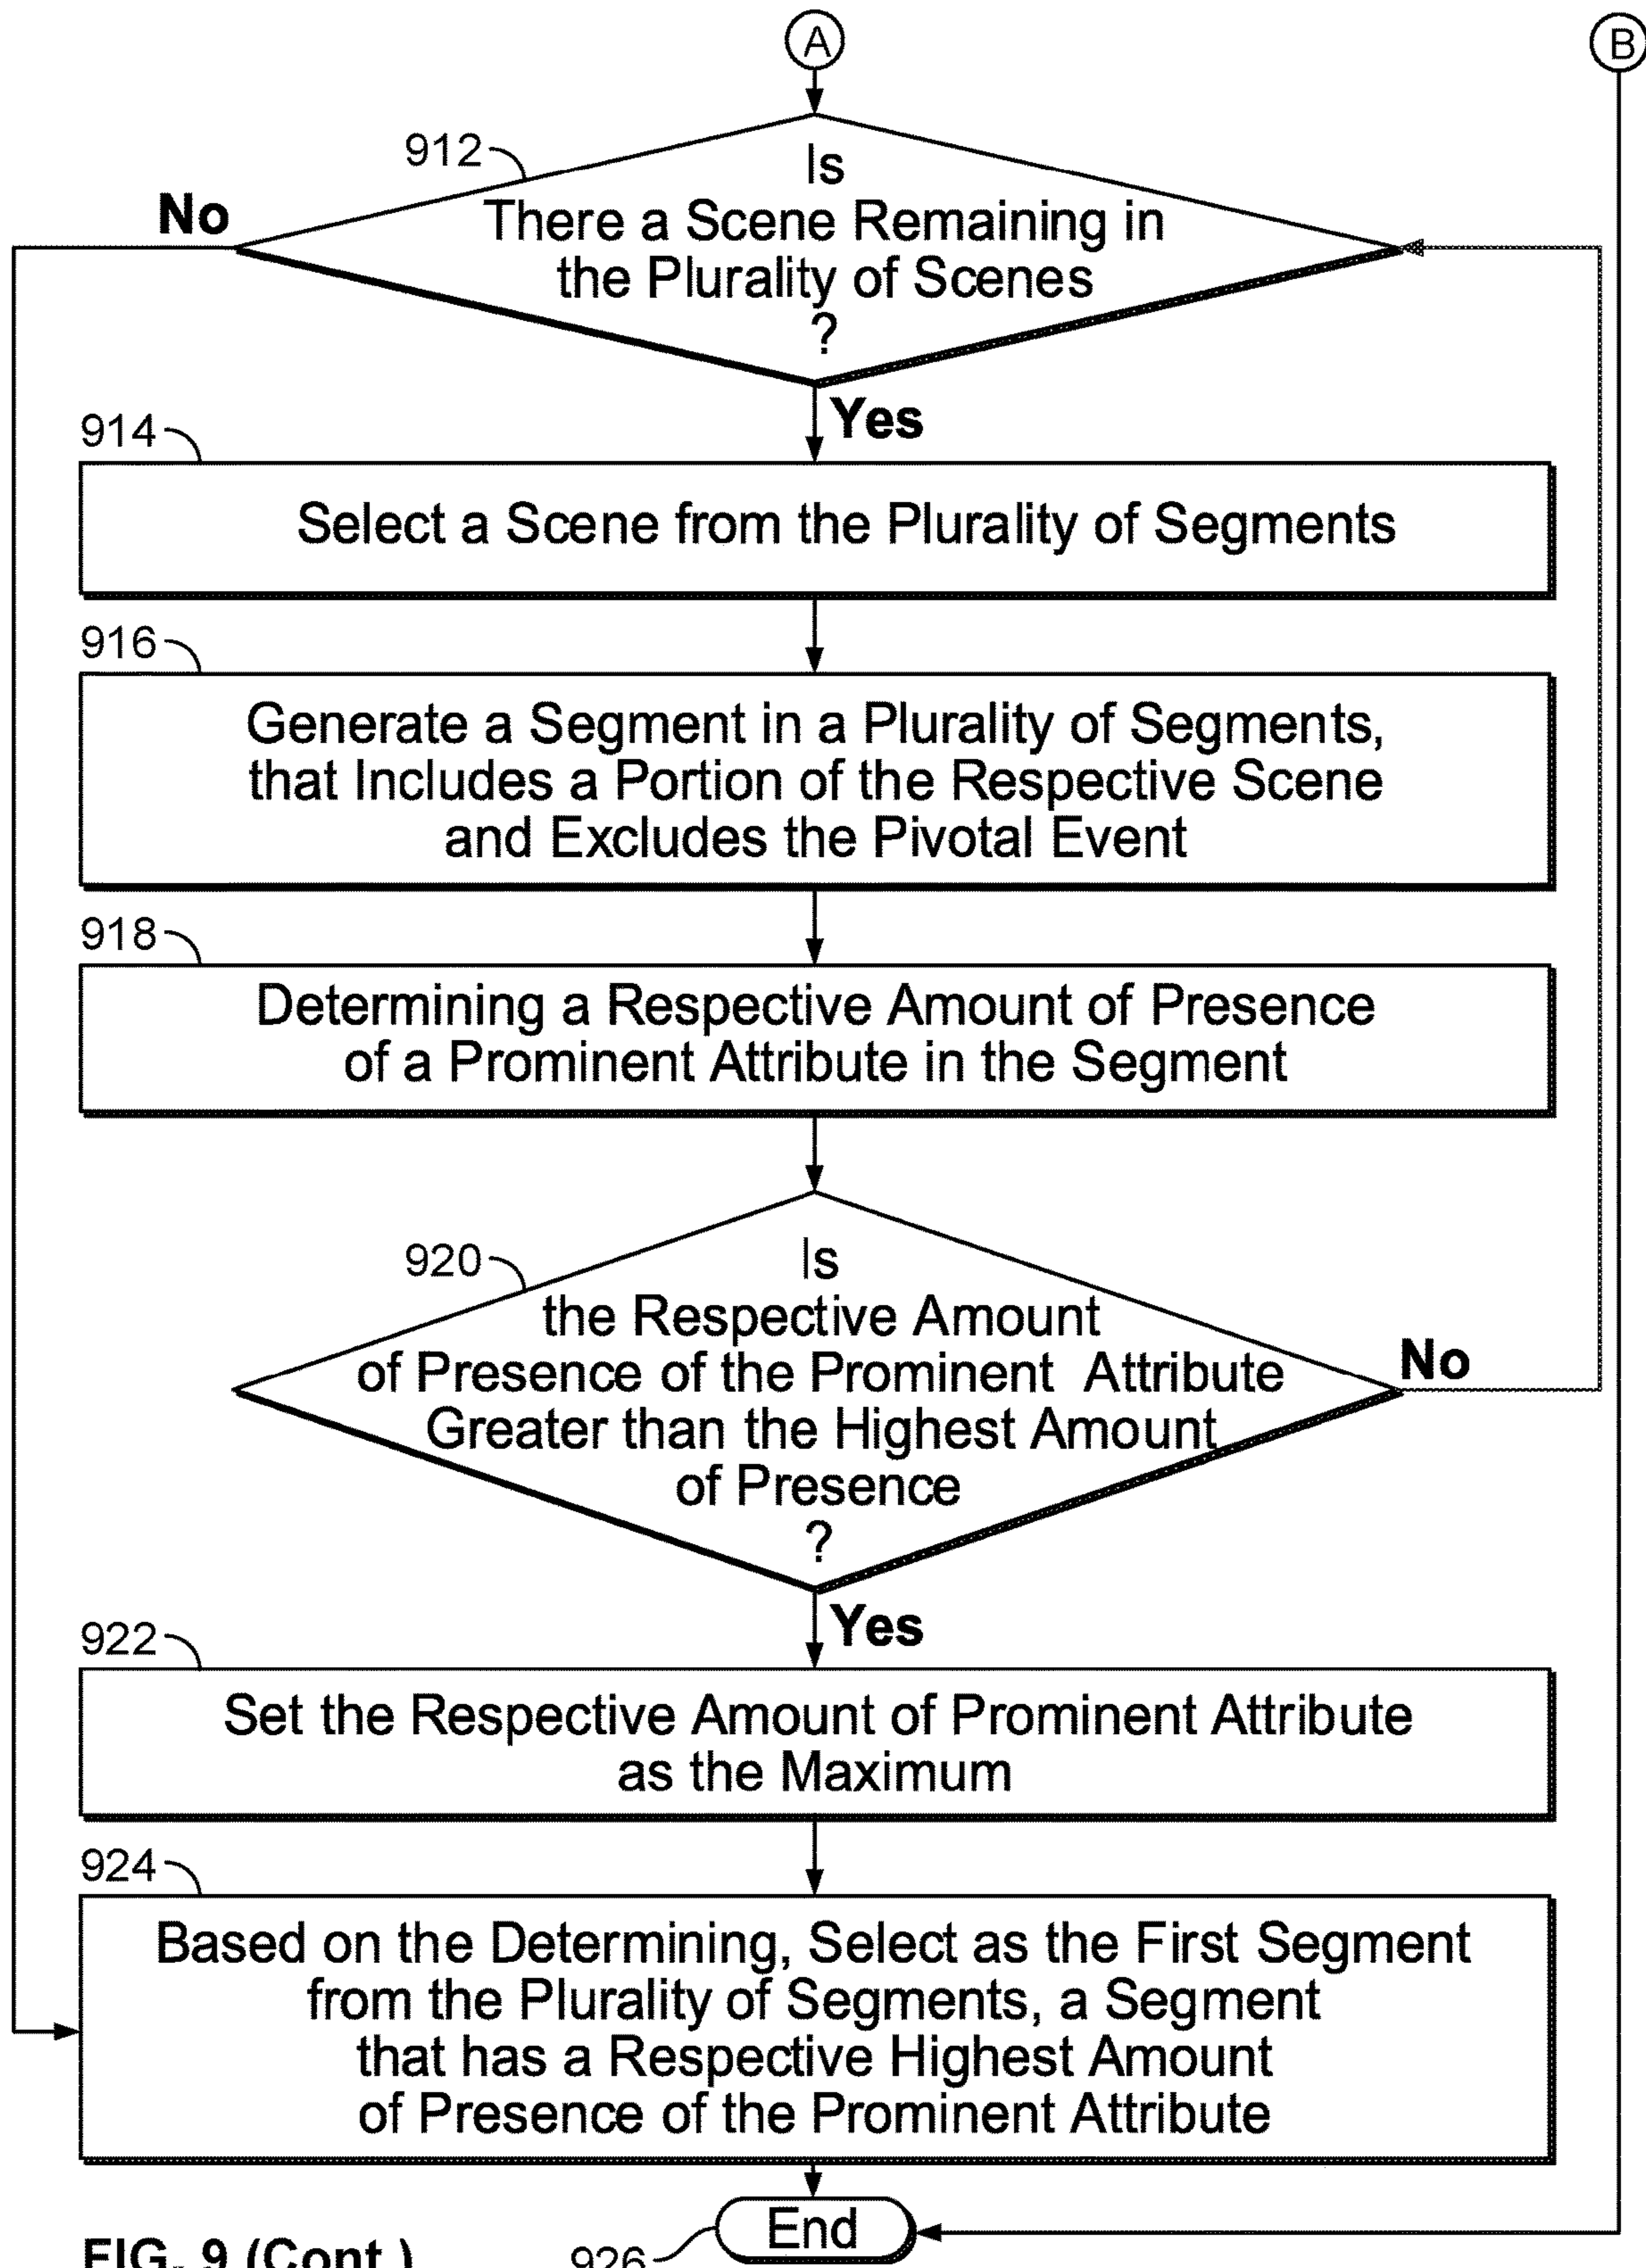 A
B
912
Is
There a Scene Remaining in
the Plurality of Scenes
?
No
Yes
914
Select a Scene from the Plurality of Segments
916
Generate a Segment in a Plurality of Segments,
that Includes a Portion of the Respective Scene
and Excludes the Pivotal Event
918
Determining a Respective Amount of Presence
of a Prominent Attribute in the Segment
920
Is
the Respective Amount
of Presence of the Prominent Attribute
Greater than the Highest Amount
of Presence
?
No
Yes
922
Set the Respective Amount of Prominent Attribute
as the Maximum
924
Based on the Determining, Select as the First Segment
from the Plurality of Segments, a Segment
that has a Respective Highest Amount
of Presence of the Prominent Attribute
End
926
FIG. 9 (Cont.)